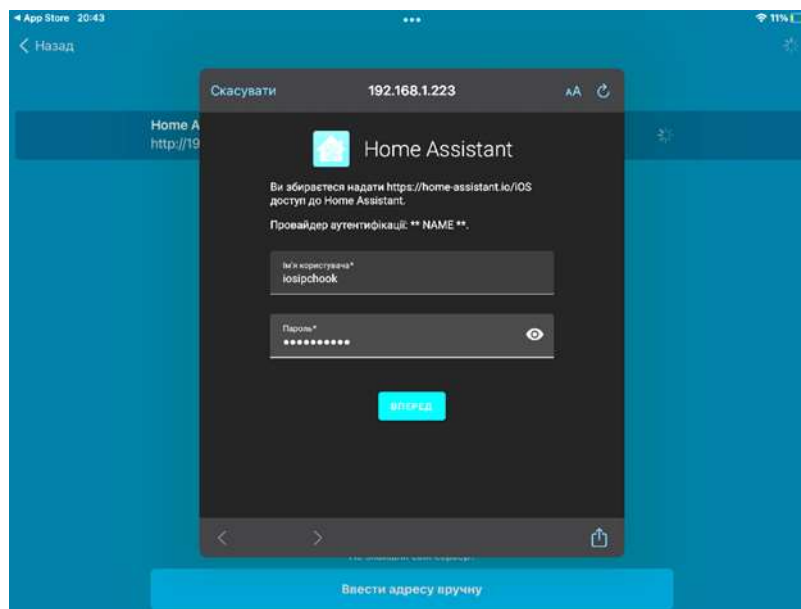 App Store 20:43
11%
Назад
Скасувати
192.168.1.223
AA
Home A
http://19
Home Assistant
Ви збираєтеся надати https://home-assistant.io/iOS
доступ до Home Assistant.
Провайдер аутентифікації: ** NAME **.
Ім'я користувача*
iosipchook
Пароль*
ВПЕРЕД
Ввести адресу вручну